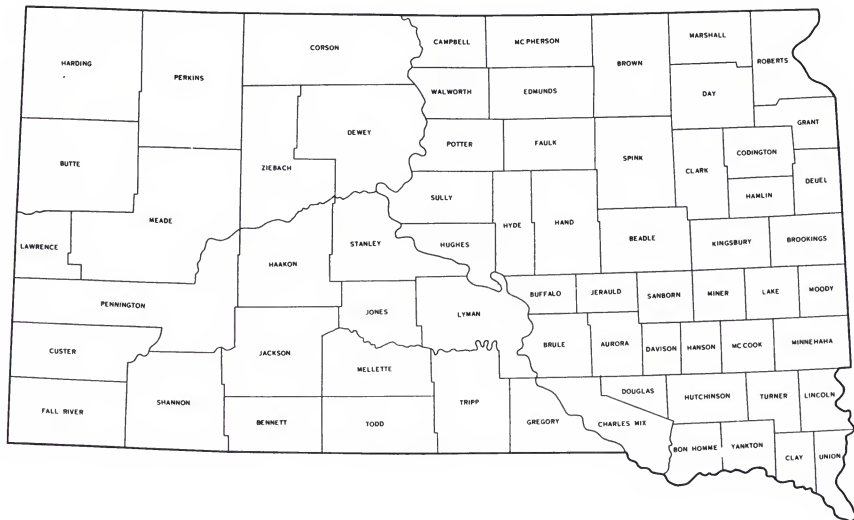 HARDING
PERKINS
CORSON
CAMPBELL
MC PHERSON
BROWN
MARSHALL
ROBERTS
WALWORTH
EDMUNDS
DAY
GRANT
BUTTE
ZIEBACH
DEWEY
POTTER
FAULK
SPINK
CLARK
CODINGTON
HAMLIN
DEUEL
MEADE
SULLY
HYDE
HAND
LAWRENCE
HAAKON
STANLEY
HUGHES
BEADLE
KINGSBURY
BROOKINGS
PENNINGTON
JONES
LYMAN
BUFFALO
JERAULD
SANBORN
MINER
LAKE
MOODY
CUSTER
JACKSON
MELLETTE
BRULE
AURORA
DAVISON
HANSON
MC COOK
MINNEHAHA
FALL RIVER
SHANNON
BENNETT
TODD
TRIPP
GREGORY
DOUGLAS
CHARLES MIX
HUTCHINSON
TURNER
LINCOLN
BON HOMME
YANKTON
CLAY
UNION